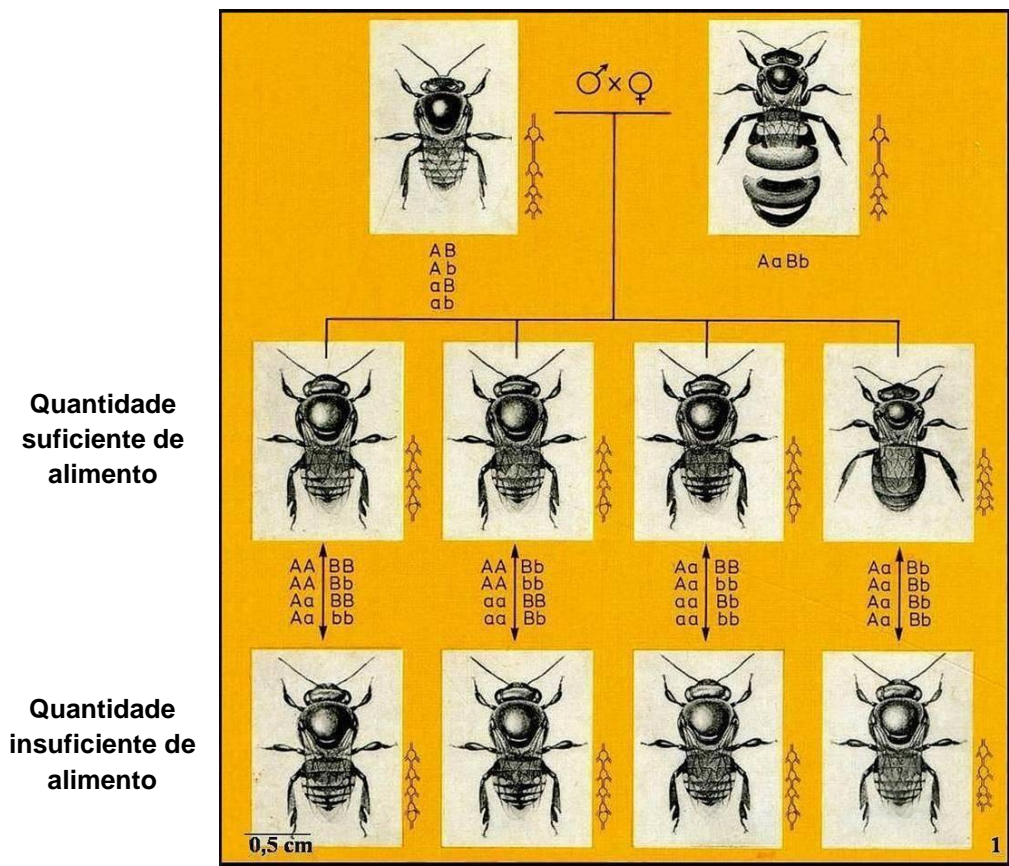 ♂ x ♀
AB
Ab
aB
ab
AaBb
Quantidade
suficiente de
alimento
AA BB
AA Bb
Aa BB
Aa bb
AA Bb
AA bb
aa BB
aa Bb
Aa BB
Aa bb
aa Bb
aa bb
Aa Bb
Aa Bb
Aa Bb
Aa Bb
Quantidade
insuficiente de
alimento
0,5 cm
1